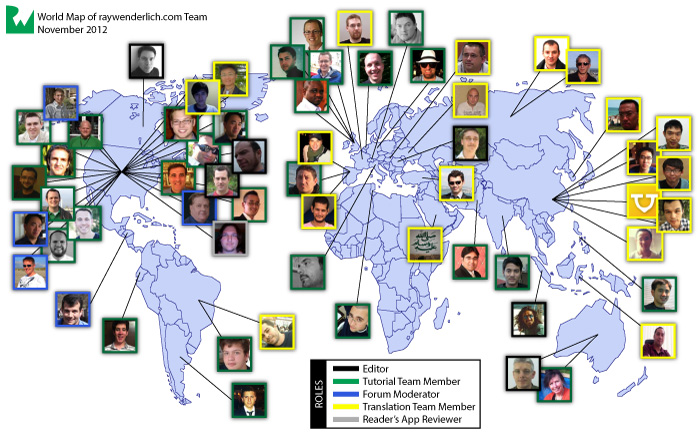 World Map of raywenderlich.com Team
November 2012
ROLES
Editor
Tutorial Team Member
Forum Moderator
Translation Team Member
Reader's App Reviewer